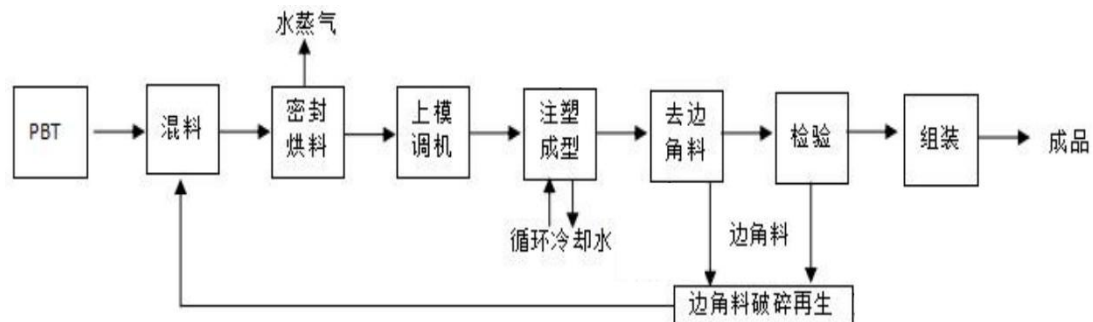 水蒸气
PBT
混料
密封
烘料
上模
调机
注塑
成型
去边
角料
检验
组装
成品
循环冷却水
边角料
边角料破碎再生